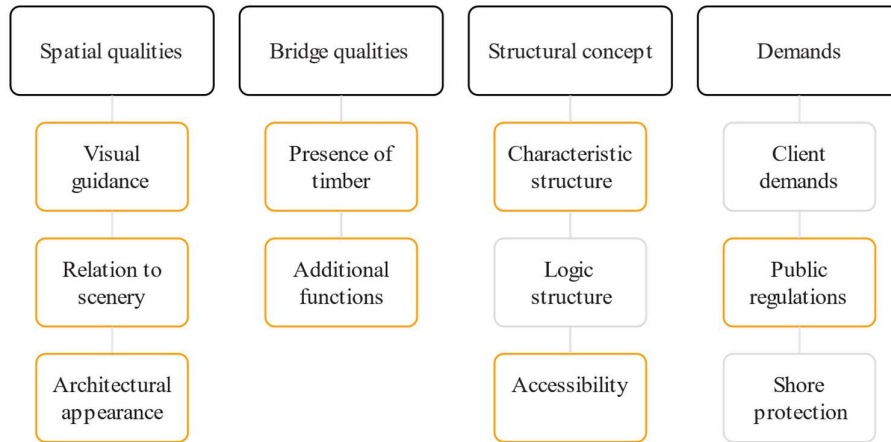 Spatial qualities
Bridge qualities
Structural concept
Demands
Visual
guidance
Presence of
timber
Characteristic
structure
Client
demands
Relation to
scenery
Additional
functions
Logic
structure
Public
regulations
Architectural
appearance
Accessibility
Shore
protection